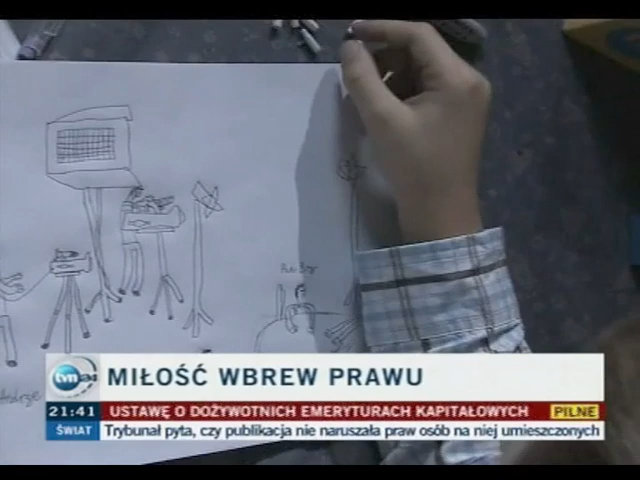 tvn24
MIŁOŚĆ WBREW PRAWU
21:41 USTAWĘ O DOŻYWOTNICH EMERYTURACH KAPITAŁOWYCH PILNE
ŚWIAT Trybunał pyta, czy publikacja nie naruszała praw osób na niej umieszczonych